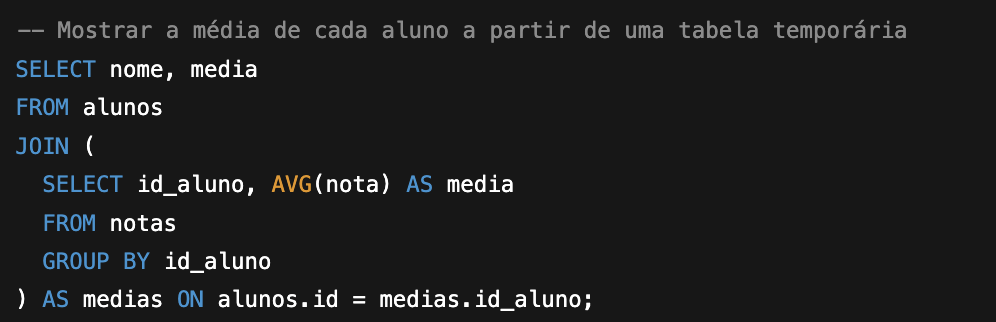 -- Mostrar a média de cada aluno a partir de uma tabela temporária
SELECT nome, media
FROM alunos
JOIN (
  SELECT id_aluno, AVG(nota) AS media
  FROM notas
  GROUP BY id_aluno
) AS medias ON alunos.id = medias.id_aluno;